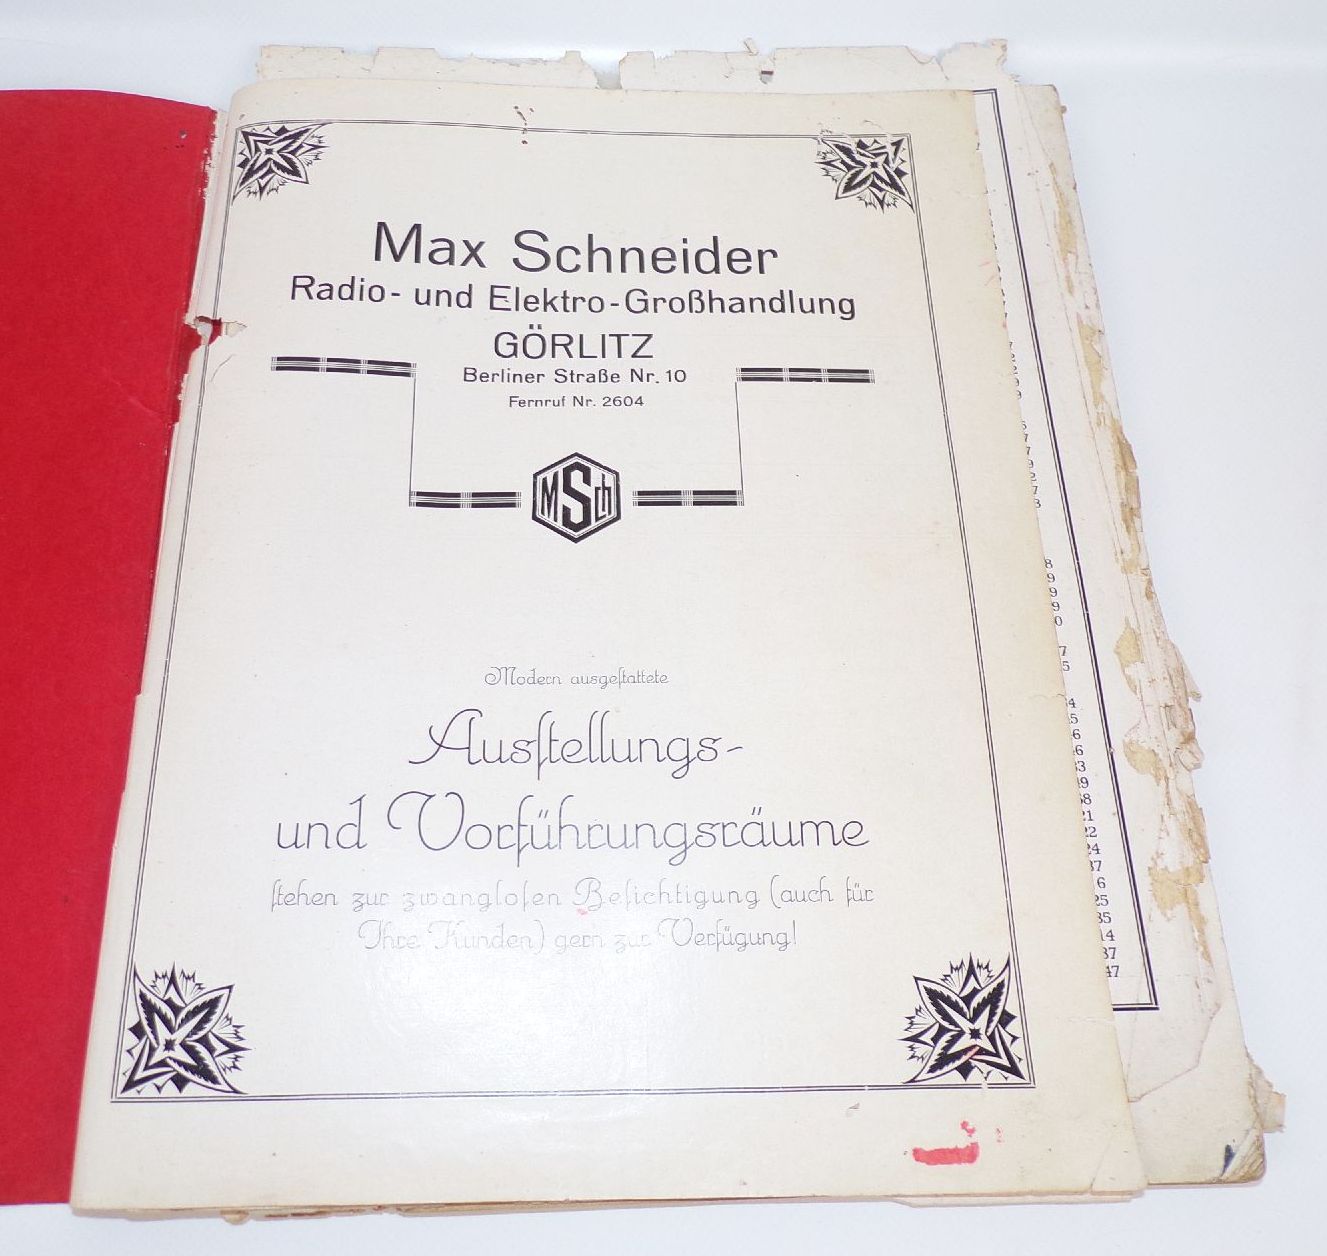 Max Schneider
Radio- und Elektro-Großhandlung
GÖRLITZ
Berliner Straße Nr. 10
Fernruf Nr. 2604
MSch
Modern ausgestattete
Ausstellungs-
und Vorführungsräume
stehen zur zwanglosen Besichtigung (auch für
Ihre Kunden) gern zur Verfügung!